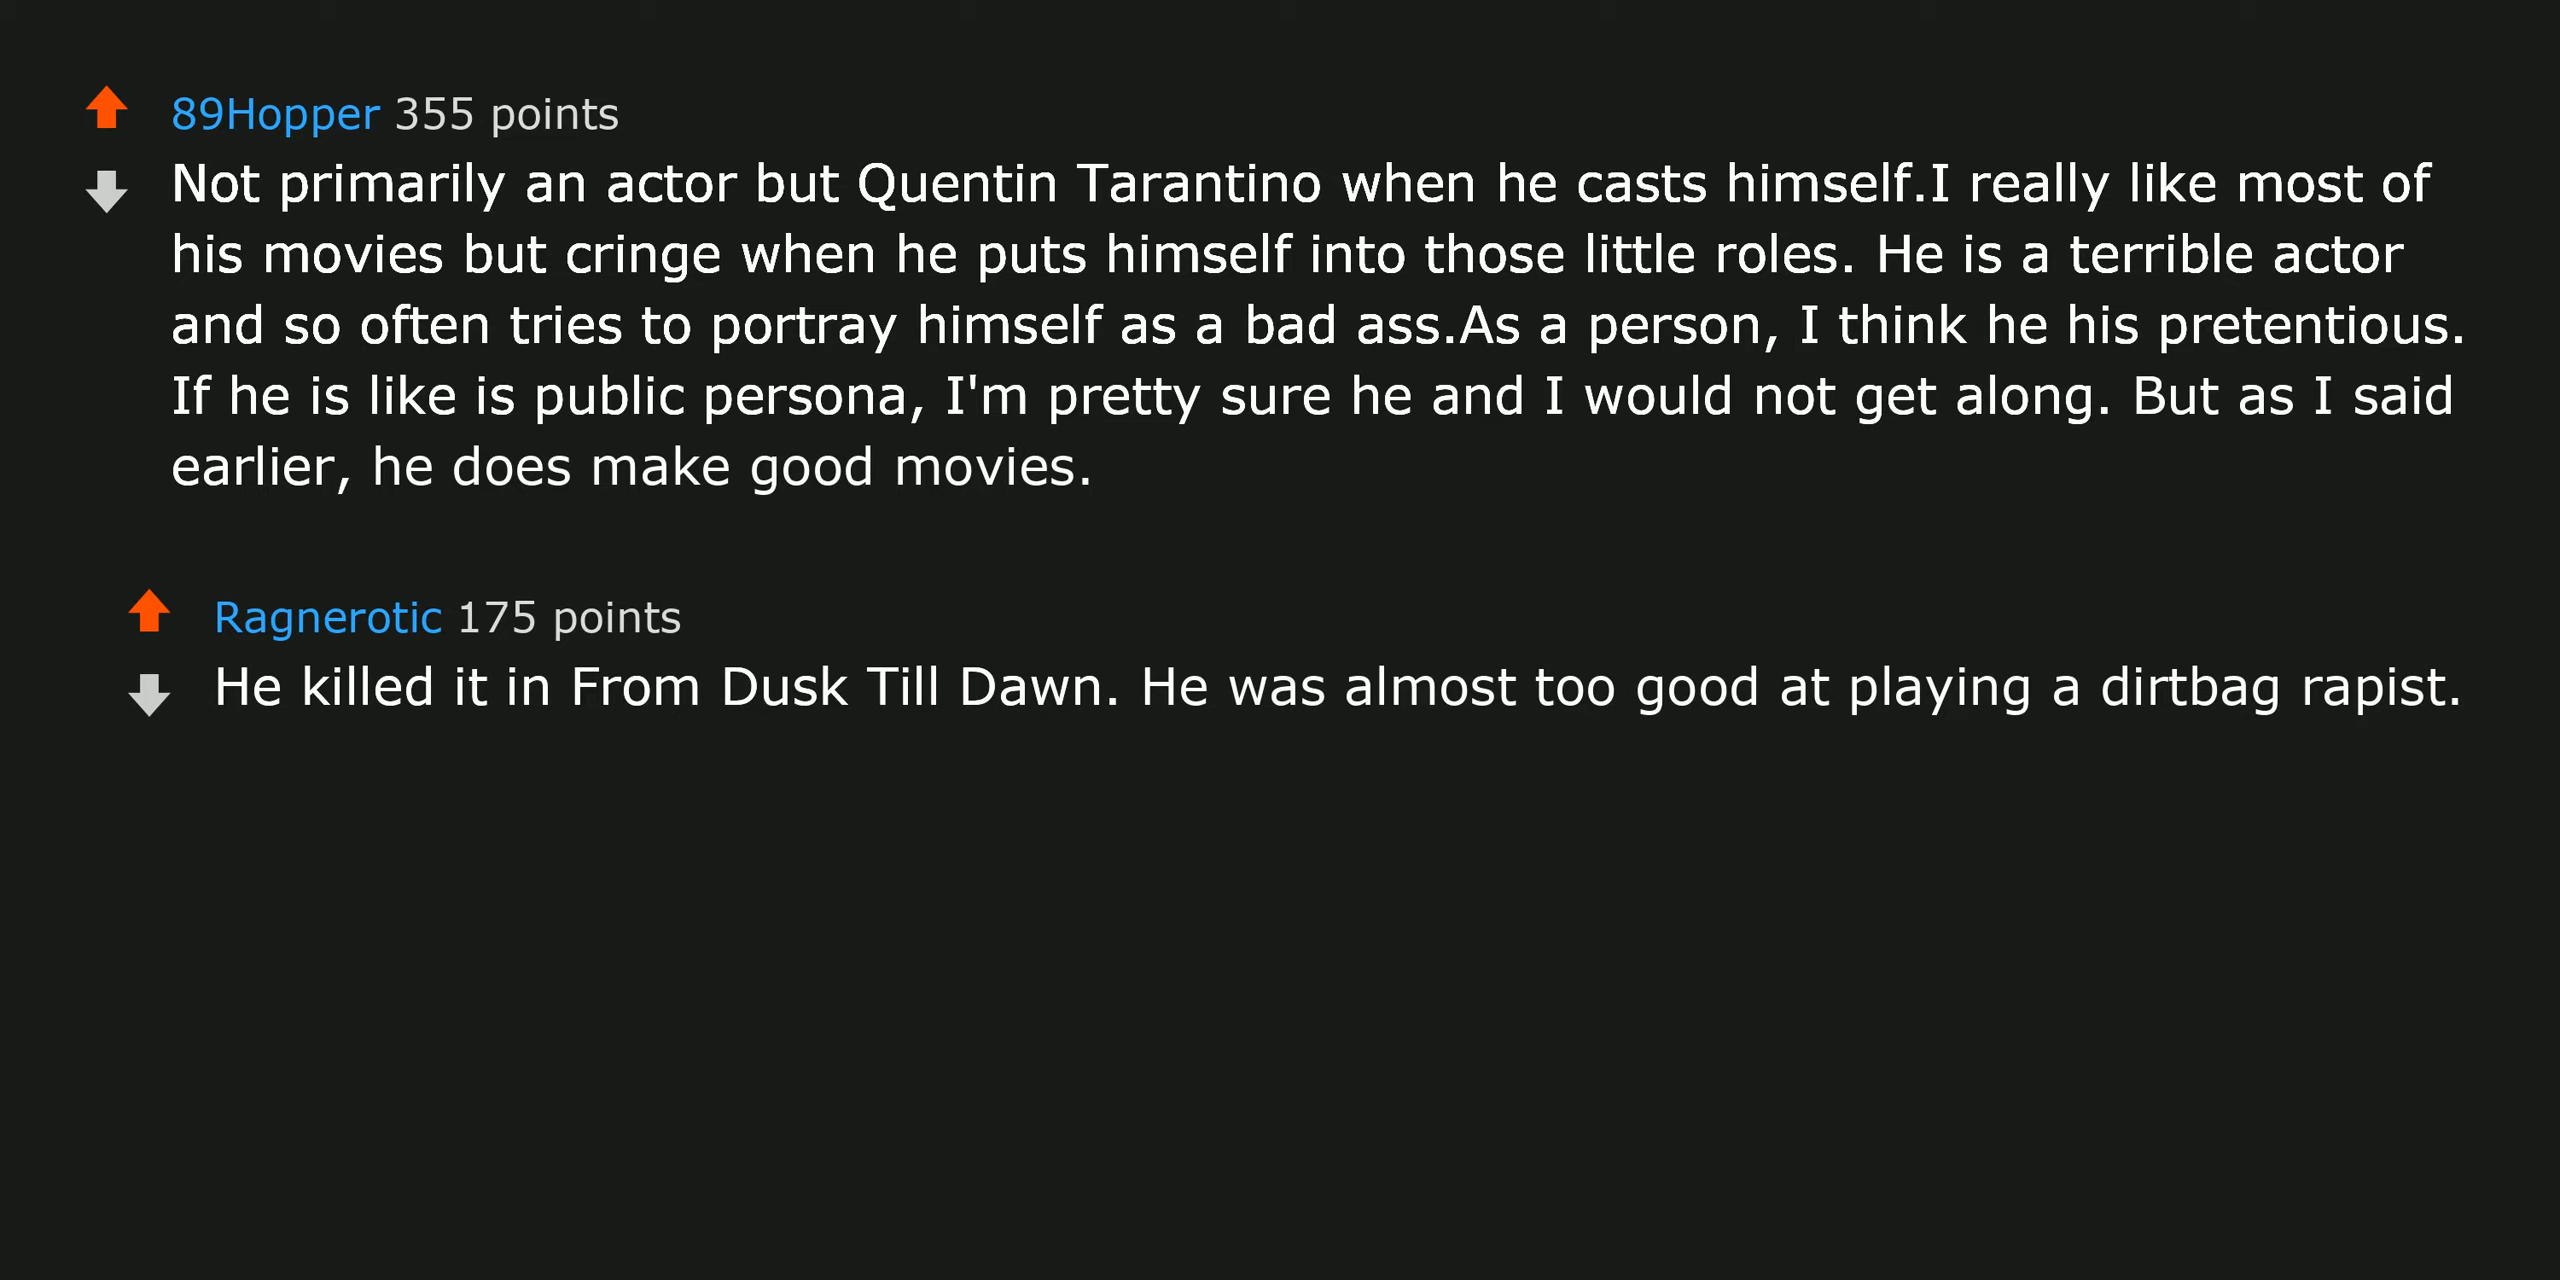 89Hopper 355 points
Not primarily an actor but Quentin Tarantino when he casts himself.I really like most of
his movies but cringe when he puts himself into those little roles. He is a terrible actor
and so often tries to portray himself as a bad ass.As a person, I think he his pretentious.
If he is like is public persona, I'm pretty sure he and I would not get along. But as I said
earlier, he does make good movies.
Ragnerotic 175 points
He killed it in From Dusk Till Dawn. He was almost too good at playing a dirtbag rapist.